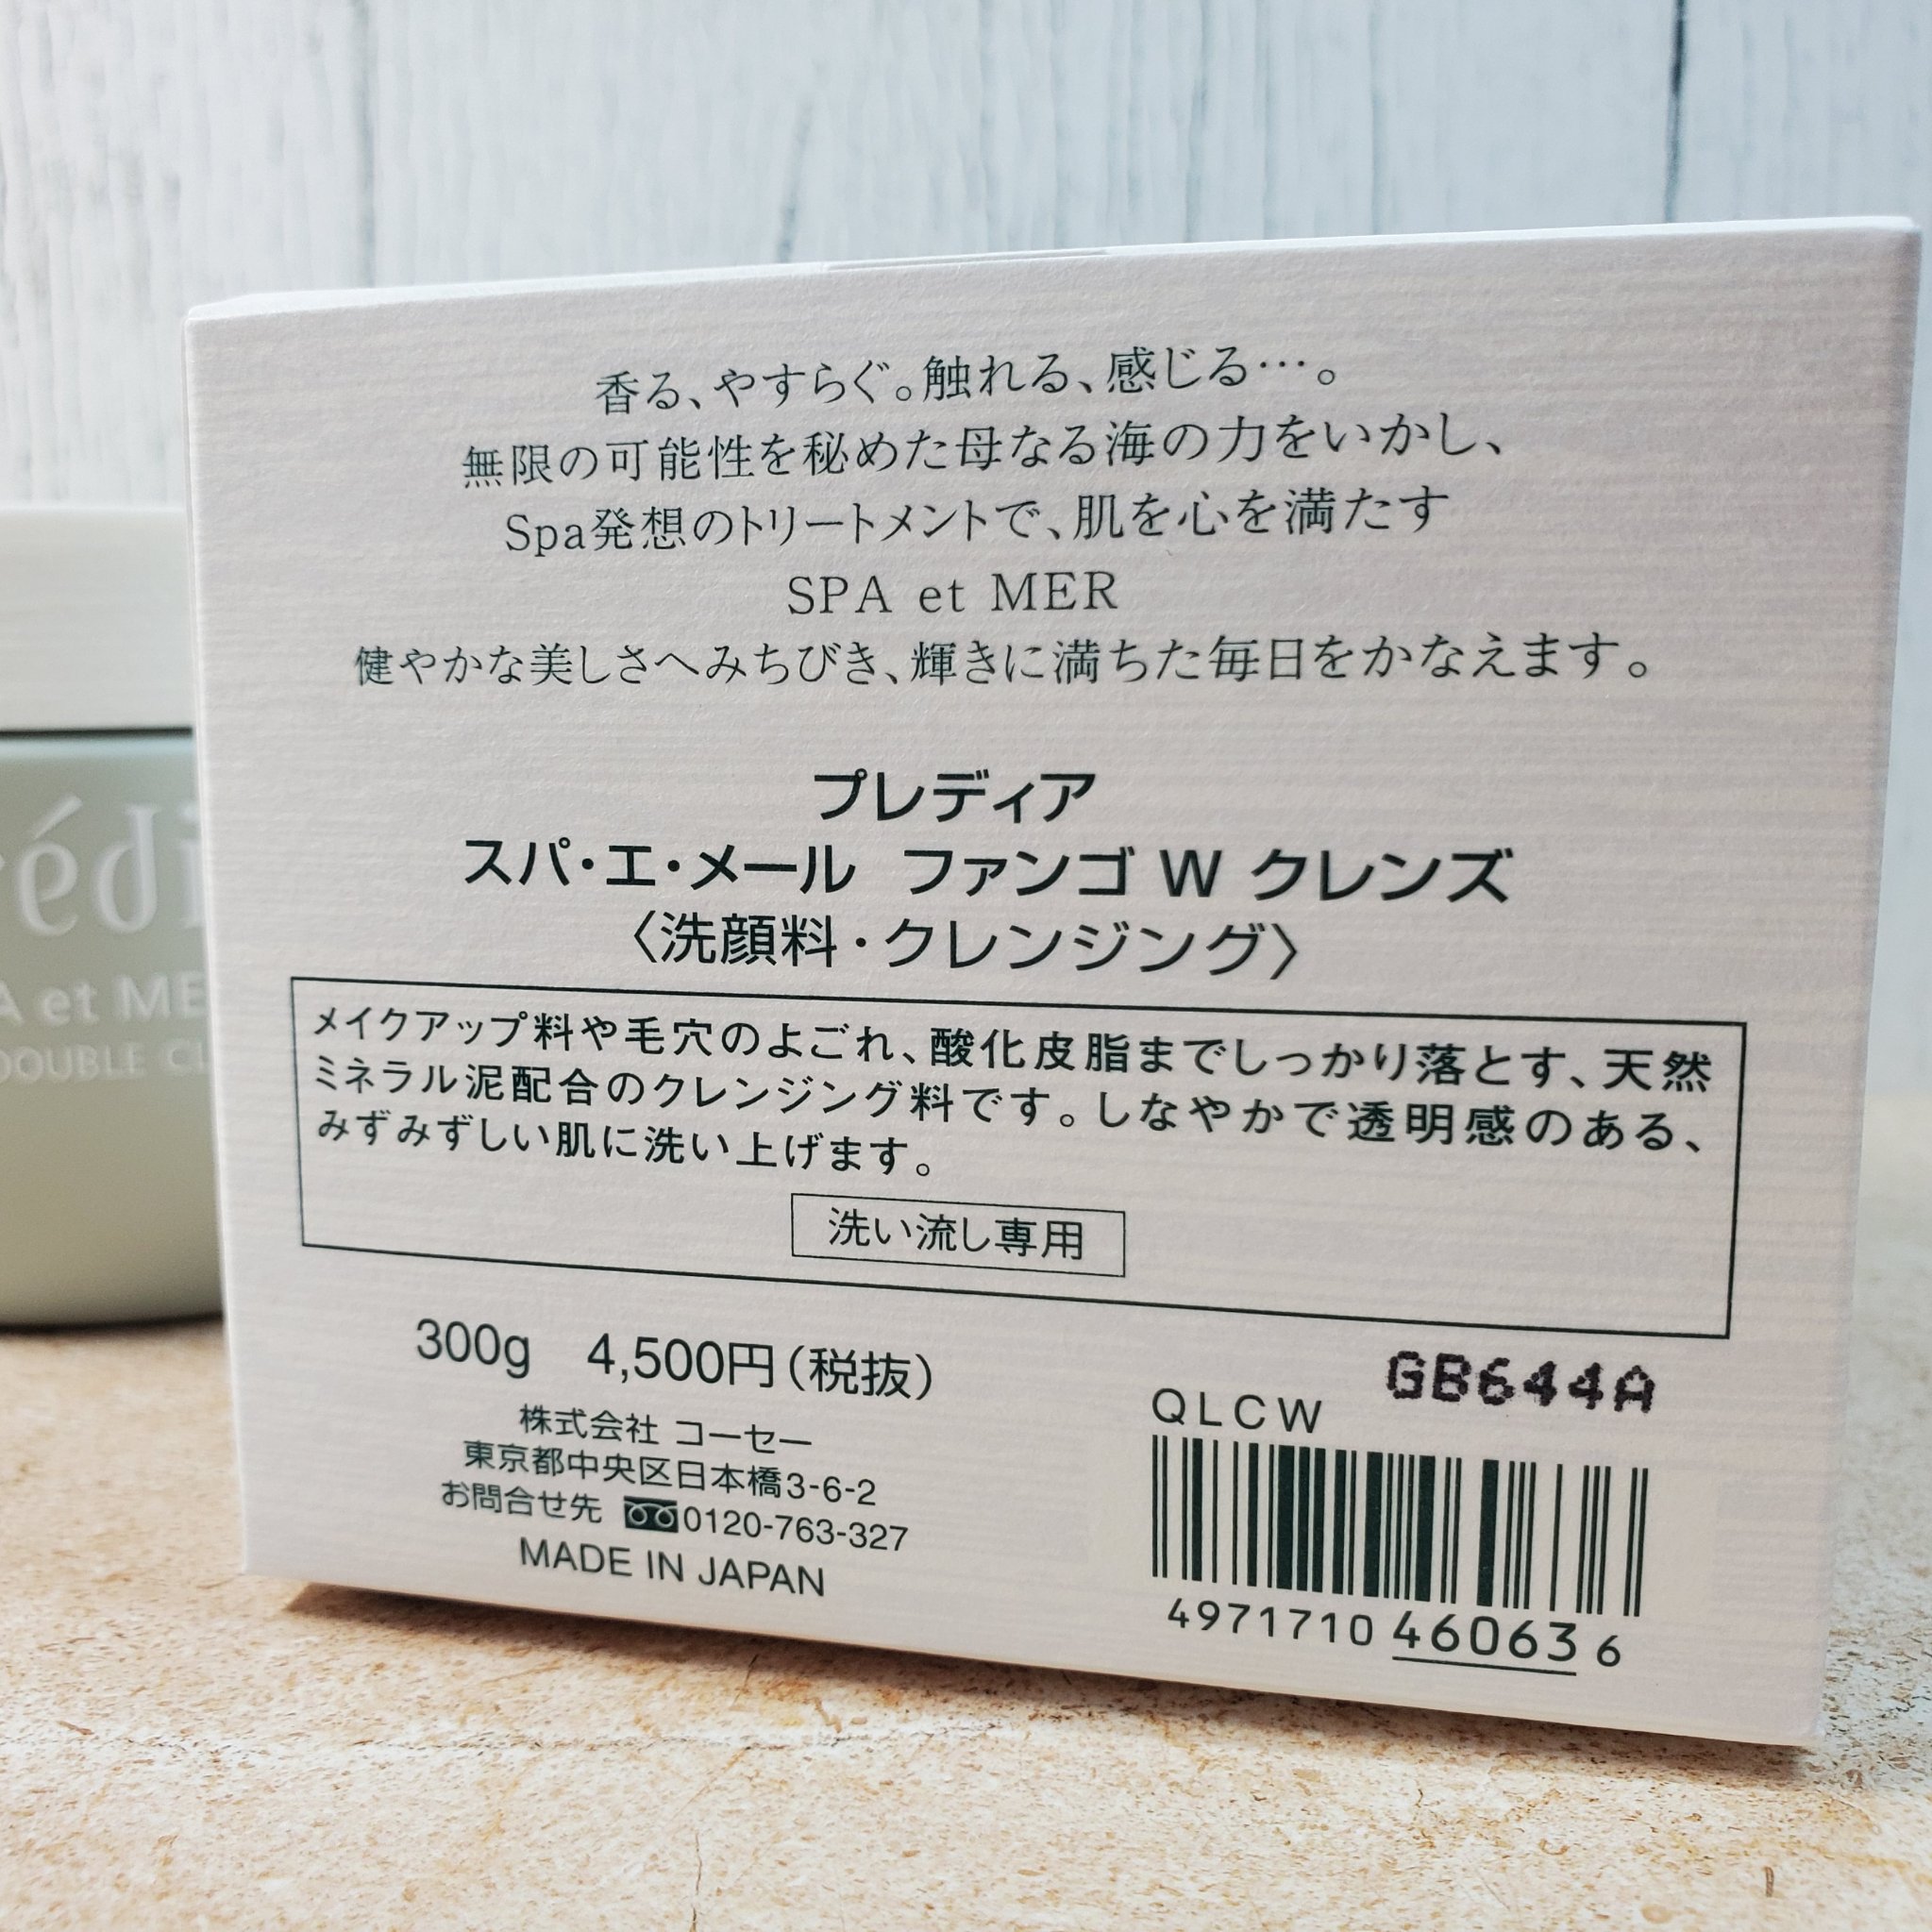 香る、やすらぐ。触れる、感じる…。
無限の可能性を秘めた母なる海の力をいかし、
Spa発想のトリートメントで、肌を心を満たす
SPA et MER
健やかな美しさへみちびき、輝きに満ちた毎日をかなえます。
プレディア
スパ・エ・メール ファンゴ W クレンズ
〈洗顔料・クレンジング〉
メイクアップ料や毛穴のよごれ、酸化皮脂までしっかり落とす、天然
ミネラル泥配合のクレンジング料です。しなやかで透明感のある、
みずみずしい肌に洗い上げます。
洗い流し専用
300g 4,500円(税抜)
株式会社 コーセー
東京都中央区日本橋3-6-2
お問合せ先 0120-763-327
MADE IN JAPAN
GB644A
QLCW
4971710 46063 6
édi
A et ME
DOUBLE CL